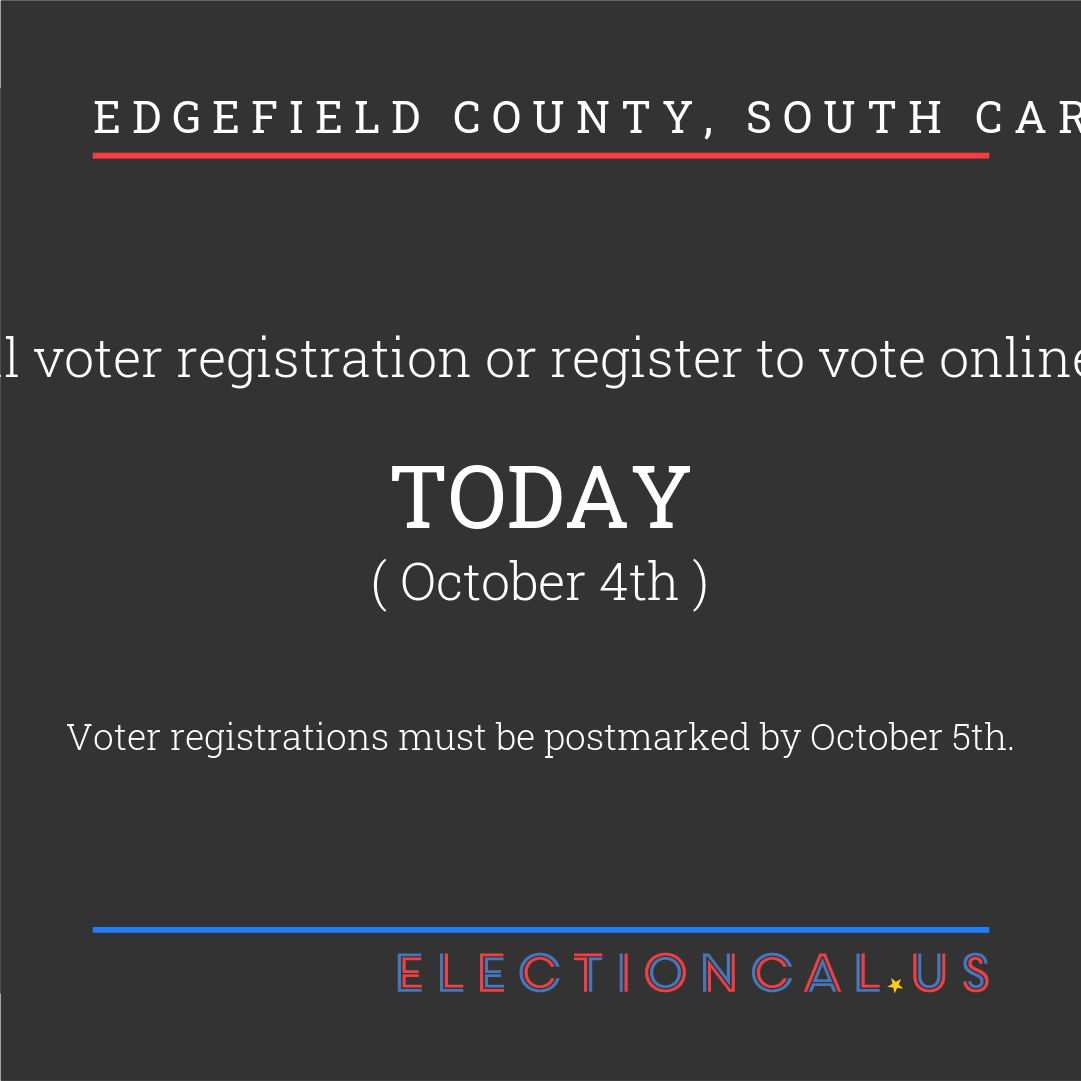 EDGEFIELD COUNTY, SOUTH CAR
l voter registration or register to vote online
TODAY
( October 4th )
Voter registrations must be postmarked by October 5th.
ELECTIONCAL.US